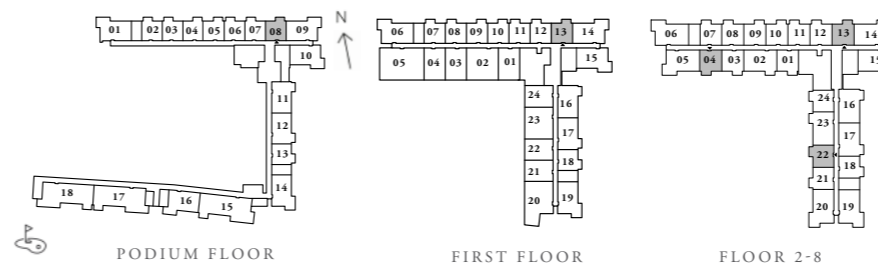 01 02 03 04 05 06 07 08 09
10
11
12
13
14
18 17 16 15
PODIUM FLOOR
N
06 07 08 09 10 11 12 13 14
05 04 03 02 01 15
24 16
23 17
22 18
21
20 19
FIRST FLOOR
06 07 08 09 10 11 12 13 14
05 04 03 02 01 15
24 16
23 17
22 18
21
20 19
FLOOR 2-8